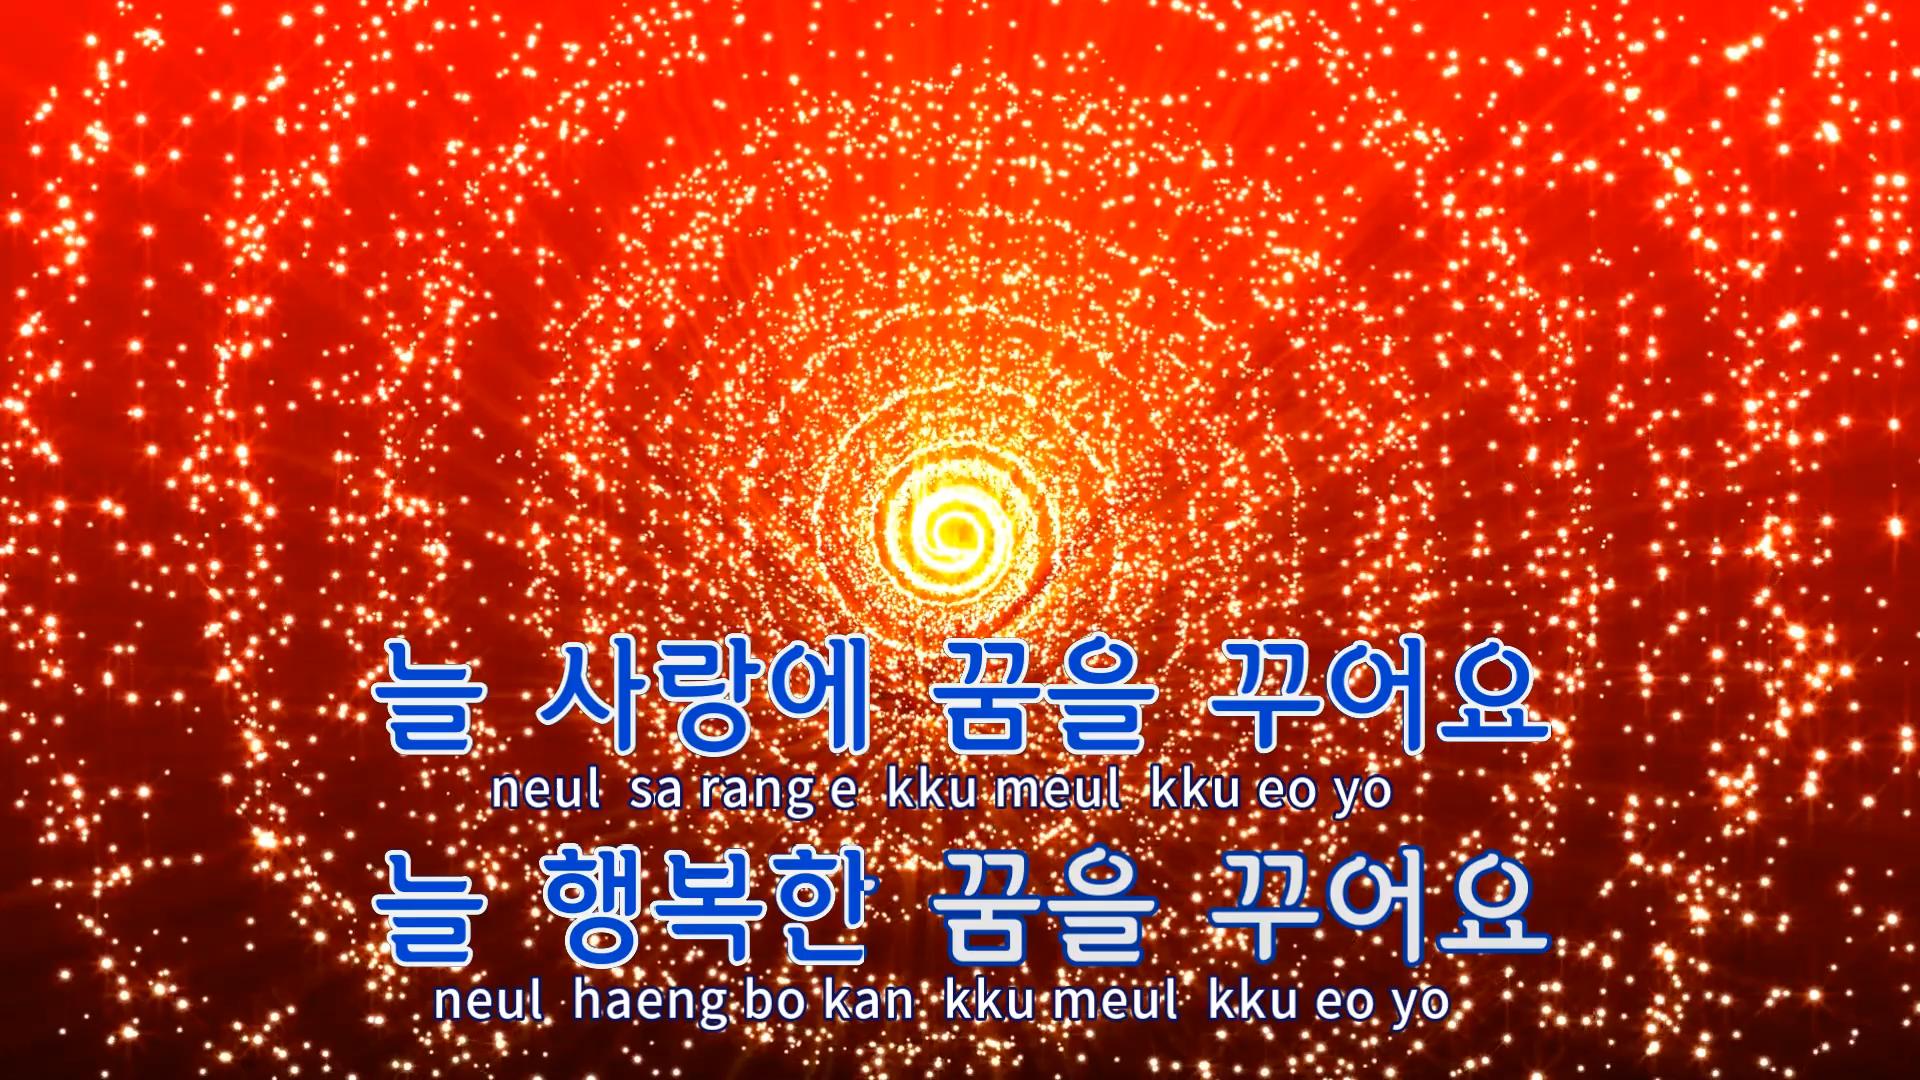 늘 사랑에 꿈을 꾸어요
neul sa rang e kku meul kku eo yo
늘 행복한 꿈을 꾸어요
neul haeng bo kan kku meul kku eo yo